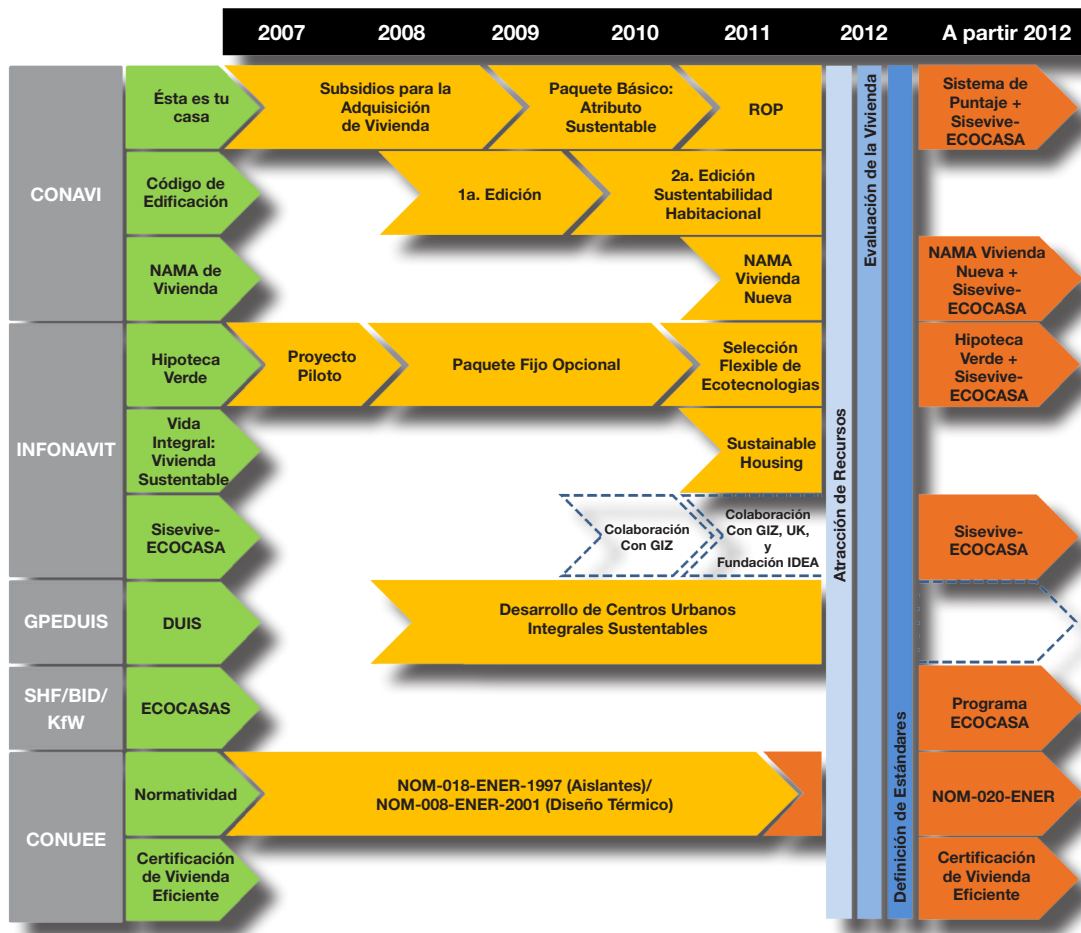 2007 2008 2009 2010 2011 2012 A partir 2012
CONAVI
Ésta es tu
casa
Subsidios para la
Adquisición
de Vivienda
Paquete Básico:
Atributo
Sustentable
ROP
Sistema de
Puntaje +
Sisevive-
ECOCASA
Código de
Edificación
1a. Edición
2a. Edición
Sustentabilidad
Habitacional
NAMA de
Vivienda
NAMA
Vivienda
Nueva
NAMA Vivienda
Nueva +
Sisevive-
ECOCASA
INFONAVIT
Hipoteca
Verde
Proyecto
Piloto
Paquete Fijo Opcional
Selección
Flexible de
Ecotecnologias
Hipoteca
Verde +
Sisevive-
ECOCASA
Vida
Integral:
Vivienda
Sustentable
Sustainable
Housing
Sisevive-
ECOCASA
Colaboración
Con GIZ
Colaboración
Con GIZ, UK,
y
Fundación IDEA
Sisevive-
ECOCASA
GPEDUIS
DUIS
Desarrollo de Centros Urbanos
Integrales Sustentables
SHF/BID/
KfW
ECOCASAS
Programa
ECOCASA
CONUEE
Normatividad
NOM-018-ENER-1997 (Aislantes)/
NOM-008-ENER-2001 (Diseño Térmico)
NOM-020-ENER
Certificación
de Vivienda
Eficiente
Certificación
de Vivienda
Eficiente
Atracción de Recursos
Evaluación de la Vivienda
Definición de Estándares